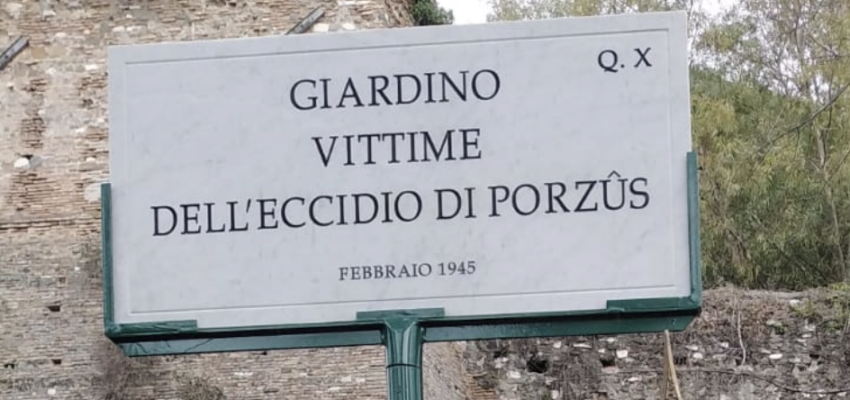 Q. X
GIARDINO
VITTIME
DELL'ECCIDIO DI PORZÛS
FEBBRAIO 1945